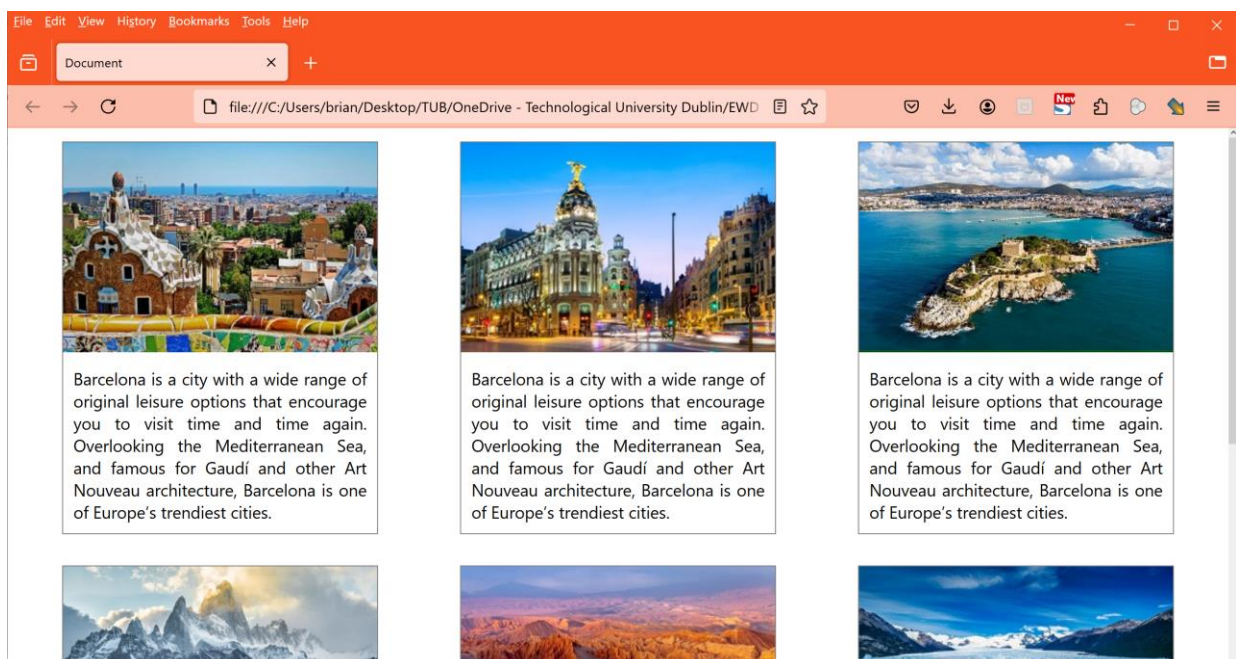 File Edit View History Bookmarks Tools Help
Document
file:///C:/Users/brian/Desktop/TUB/OneDrive - Technological University Dublin/EWD
New
Barcelona is a city with a wide range of
original leisure options that encourage
you to visit time and time again.
Overlooking the Mediterranean Sea,
and famous for Gaudí and other Art
Nouveau architecture, Barcelona is one
of Europe’s trendiest cities.
Barcelona is a city with a wide range of
original leisure options that encourage
you to visit time and time again.
Overlooking the Mediterranean Sea,
and famous for Gaudí and other Art
Nouveau architecture, Barcelona is one
of Europe’s trendiest cities.
Barcelona is a city with a wide range of
original leisure options that encourage
you to visit time and time again.
Overlooking the Mediterranean Sea,
and famous for Gaudí and other Art
Nouveau architecture, Barcelona is one
of Europe’s trendiest cities.